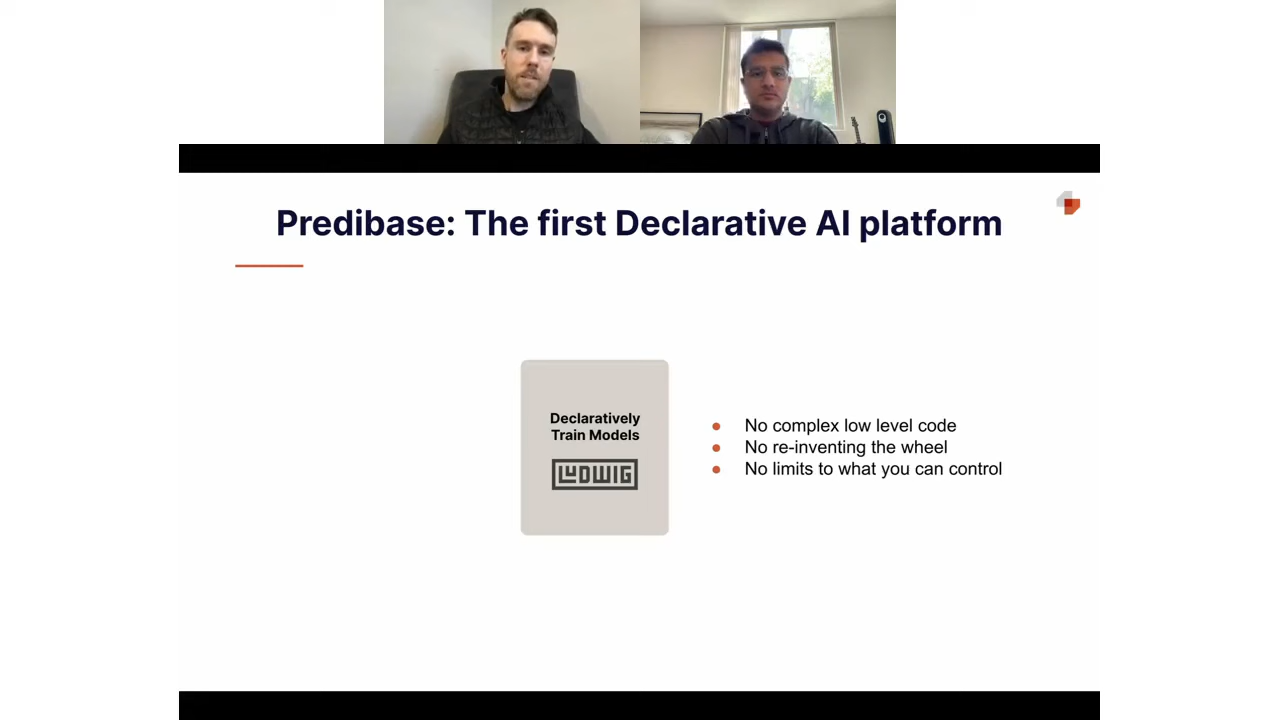 Predibase: The first Declarative AI platform
Declaratively
Train Models
LUDWIG
No complex low level code
No re-inventing the wheel
No limits to what you can control